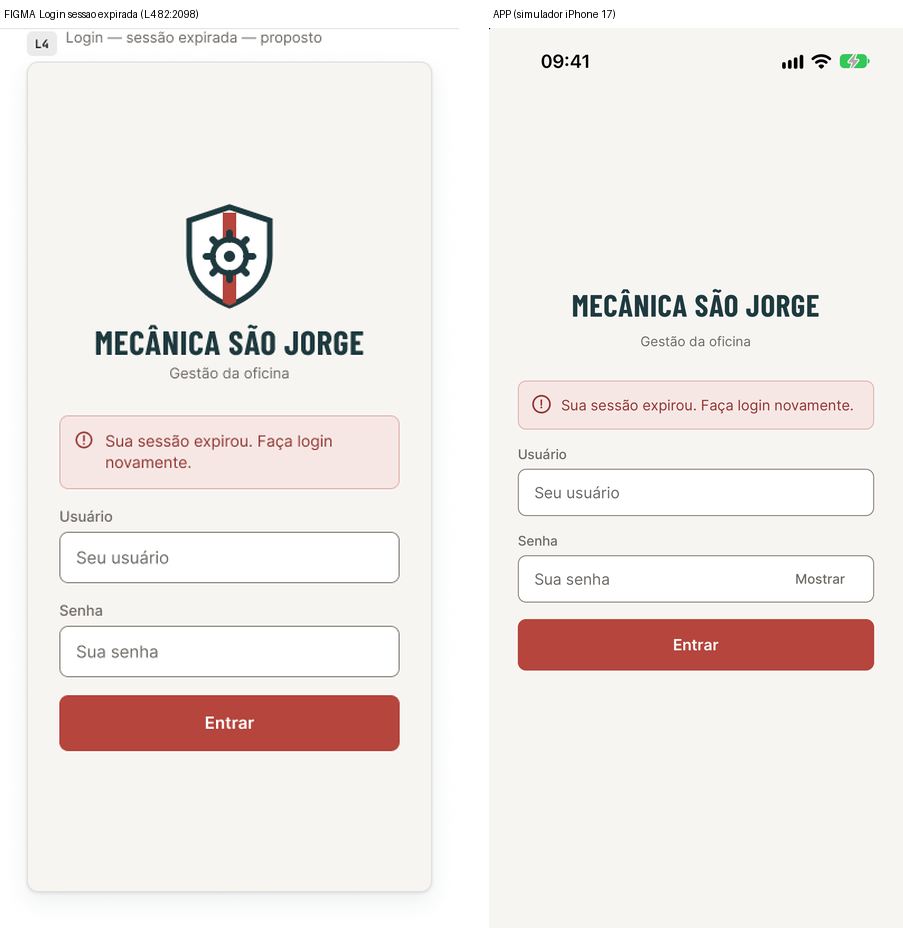 FIGMA Login sessao expirada (L4 82:2098)
L4
Login — sessão expirada — proposto
MECÂNICA SÃO JORGE
Gestão da oficina
Sua sessão expirou. Faça login
novamente.
Usuário
Seu usuário
Senha
Sua senha
Entrar
APP (simulador iPhone 17)
09:41
MECÂNICA SÃO JORGE
Gestão da oficina
Sua sessão expirou. Faça login novamente.
Usuário
Seu usuário
Senha
Sua senha
Mostrar
Entrar